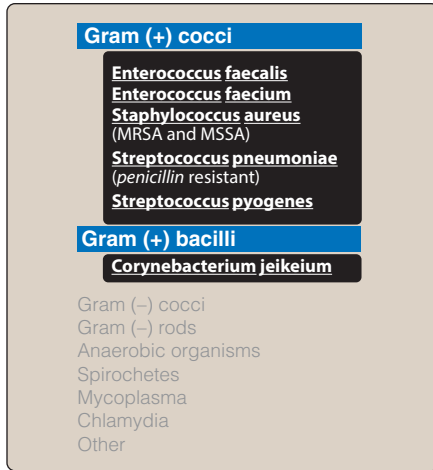 Gram (+) cocci
Enterococcus faecalis
Enterococcus faecium
Staphylococcus aureus
(MRSA and MSSA)
Streptococcus pneumoniae
(penicillin resistant)
Streptococcus pyogenes
Gram (+) bacilli
Corynebacterium jeikeium
Gram (–) cocci
Gram (–) rods
Anaerobic organisms
Spirochetes
Mycoplasma
Chlamydia
Other